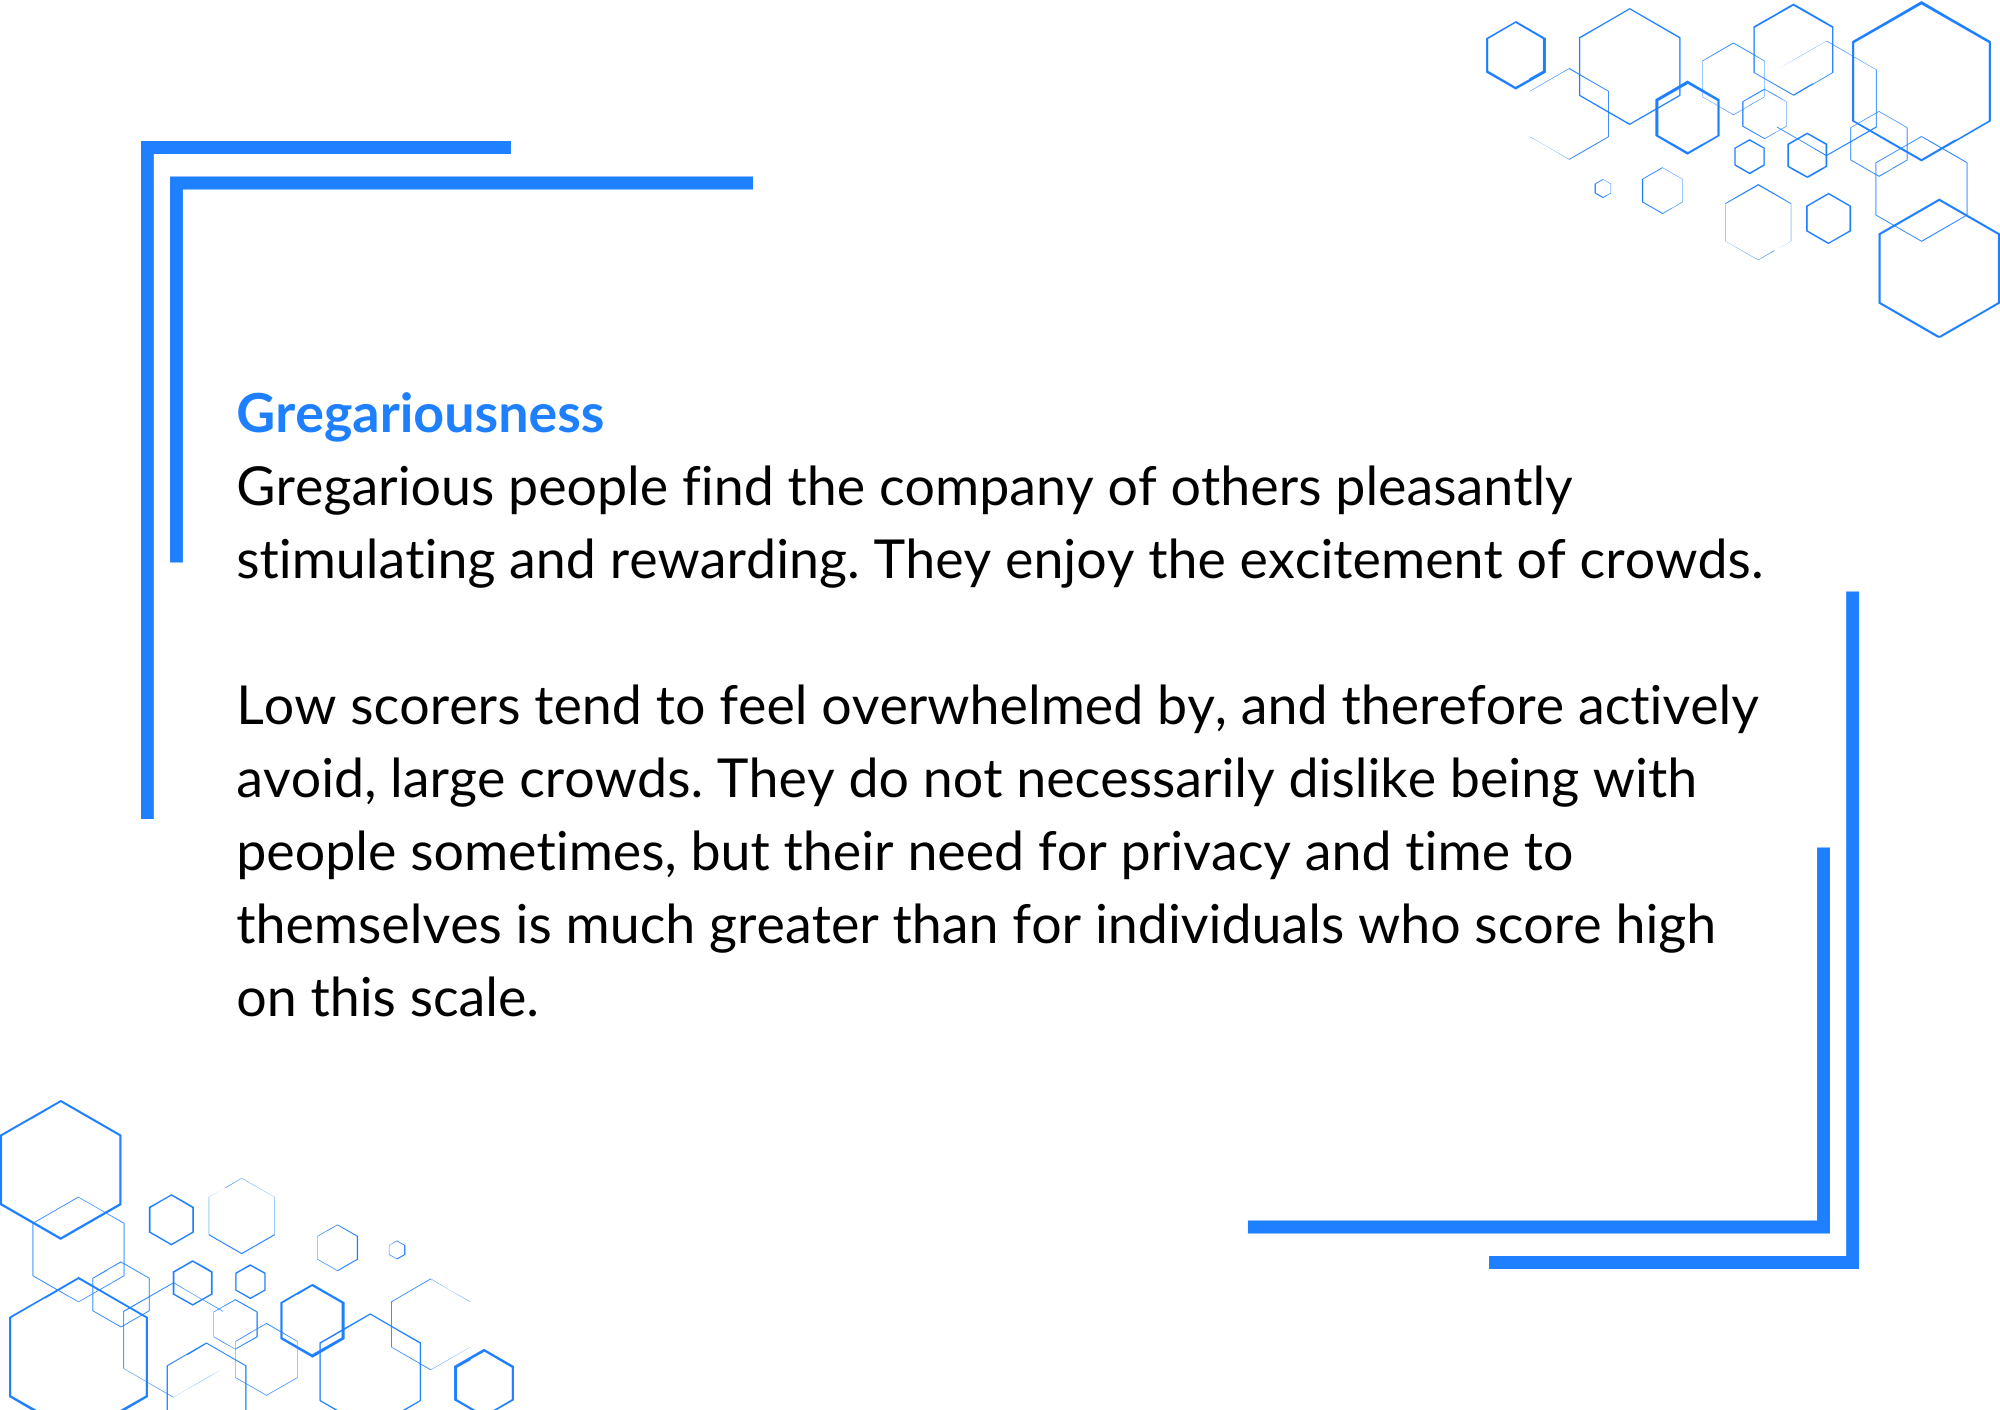 Gregariousness
Gregarious people find the company of others pleasantly
stimulating and rewarding. They enjoy the excitement of crowds.
Low scorers tend to feel overwhelmed by, and therefore actively
avoid, large crowds. They do not necessarily dislike being with
people sometimes, but their need for privacy and time to
themselves is much greater than for individuals who score high
on this scale.